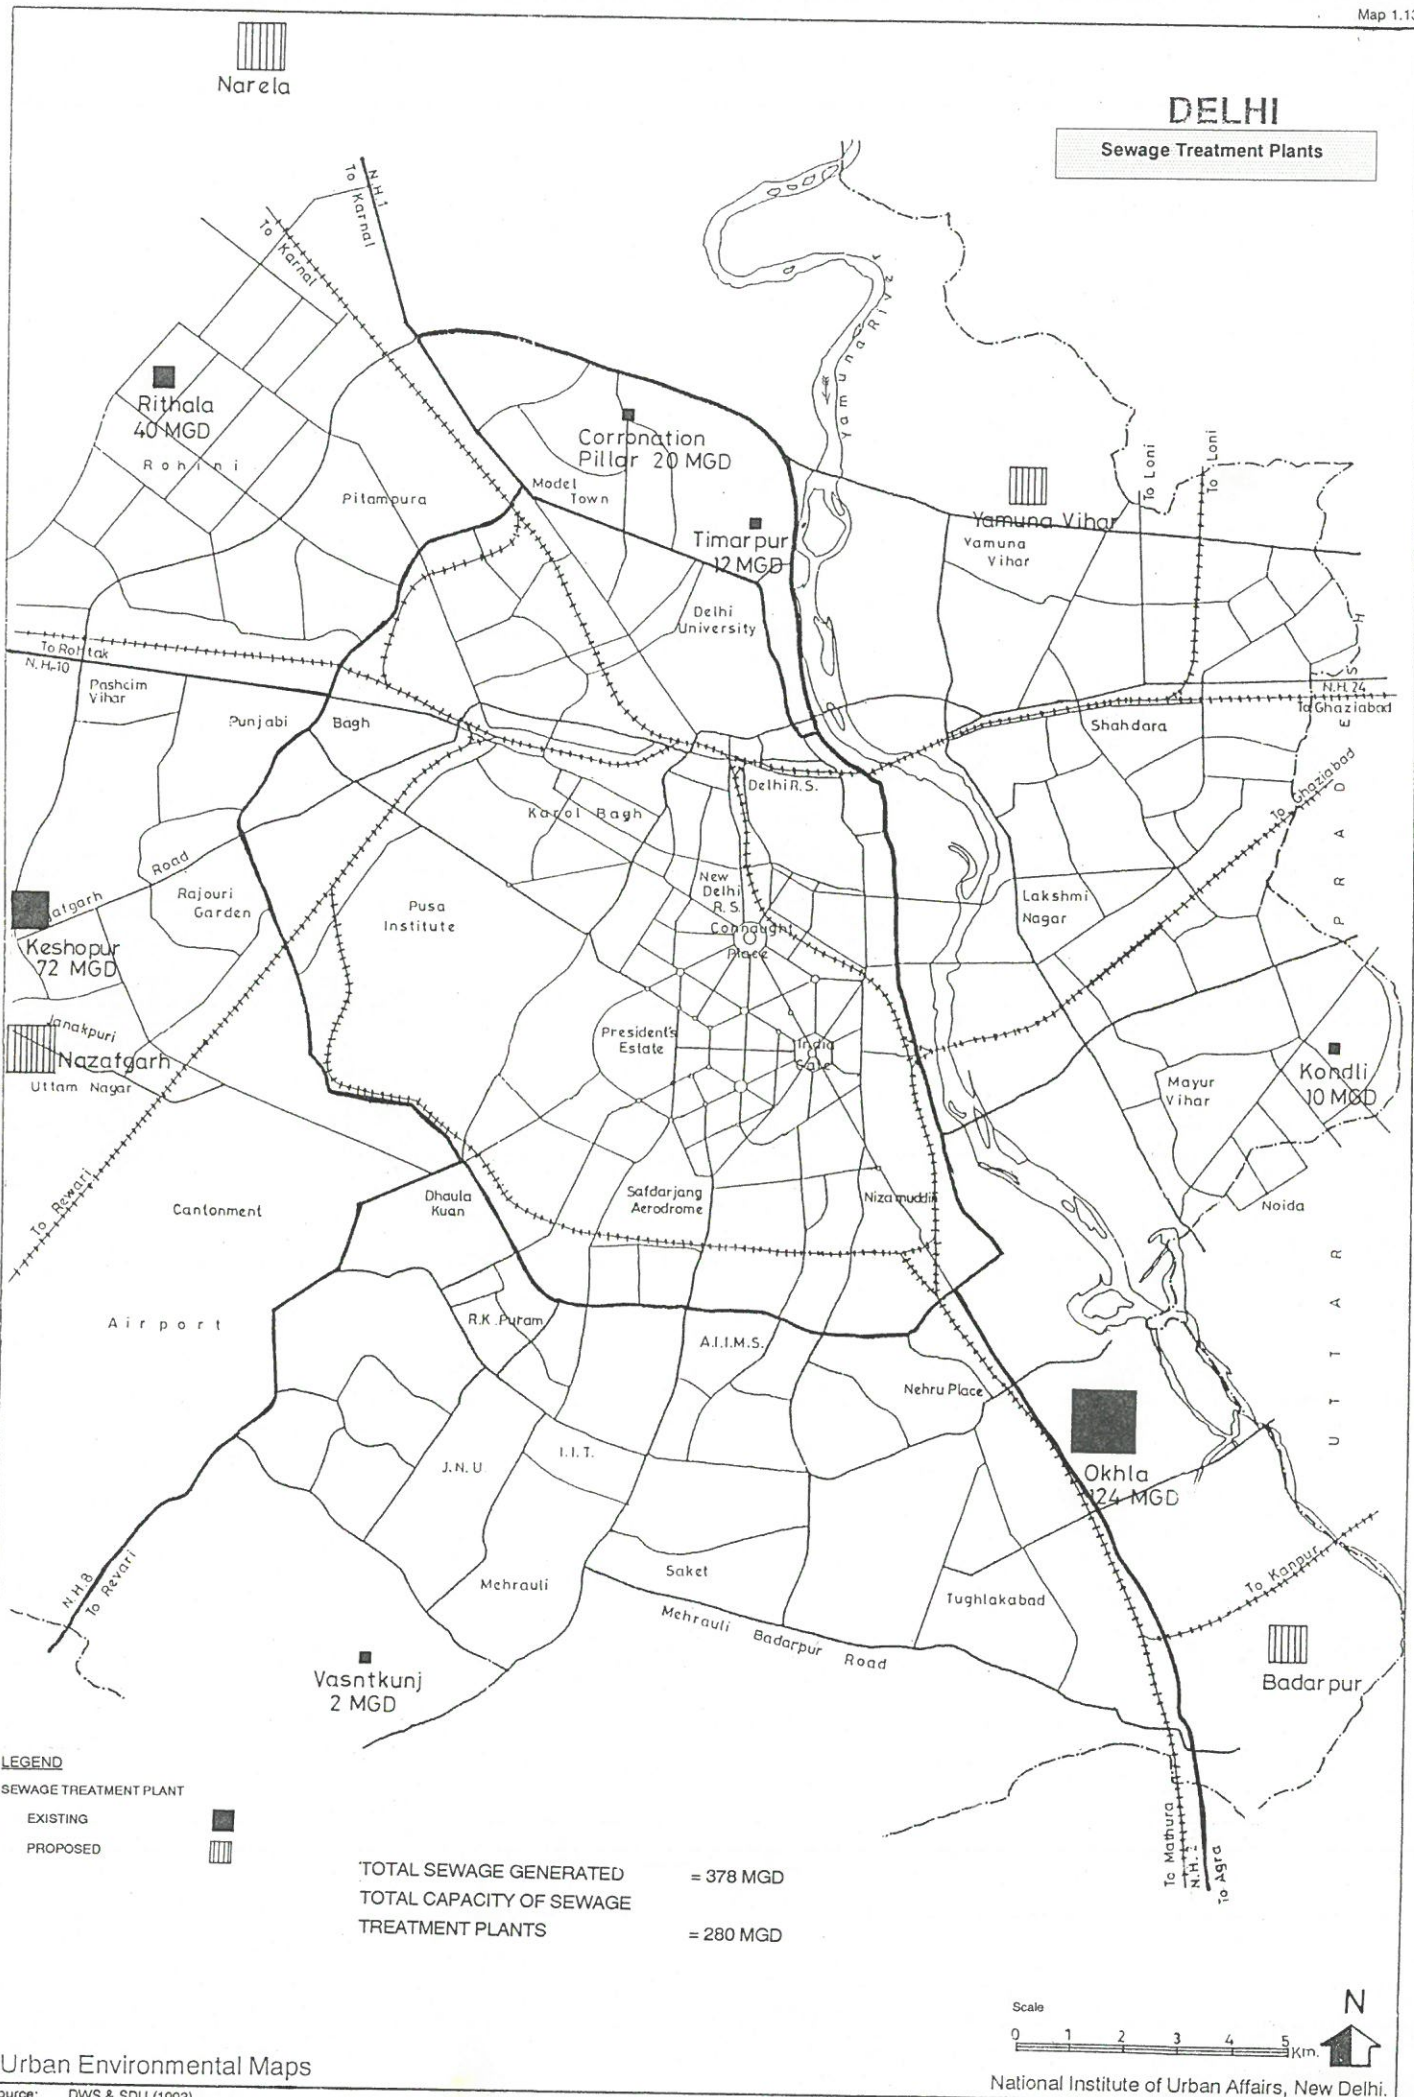 Map 1.13
Narela
DELHI
Sewage Treatment Plants
N.H.1
To Karnal
To Karnal
Yamuna River
Rithala
40 MGD
Rohini
Corronation
Pillar 20 MGD
Pitampura
Model
Town
Timarpur
12 MGD
To Loni
To Loni
Yamuna Vihar
Yamuna
Vihar
Delhi
University
To Rohtak
N.H-10
Pashcim
Vihar
Punjabi Bagh
Shahdara
N.H.24
To Ghaziabad
To Ghaziabad
Delhi R.S.
Karol Bagh
Road
Rajouri
Garden
Pusa
Institute
New
Delhi
R.S.
Connaught
Place
Lakshmi
Nagar
jafgarh
Keshopur
72 MGD
Janakpuri
Nazafgarh
Uttam Nagar
President's
Estate
India
Gate
Mayur
Vihar
Kondli
10 MGD
To Rewari
Cantonment
Dhaula
Kuan
Safdarjang
Aerodrome
Nizamuddin
Noida
UTTAR PRADESH
Airport
R.K.Puram
A.I.I.M.S.
Nehru Place
Okhla
124 MGD
J.N.U
I.I.T.
Mehrauli
Saket
Tughlakabad
To Kanpur
Mehrauli Badarpur Road
N.H.8
To Revari
Vasntkunj
2 MGD
Badarpur
To Mathura
N.H. 2
To Agra
LEGEND
SEWAGE TREATMENT PLANT
EXISTING
PROPOSED
TOTAL SEWAGE GENERATED = 378 MGD
TOTAL CAPACITY OF SEWAGE
TREATMENT PLANTS = 280 MGD
Scale
0 1 2 3 4 5 Km.
N
Urban Environmental Maps
National Institute of Urban Affairs, New Delhi.